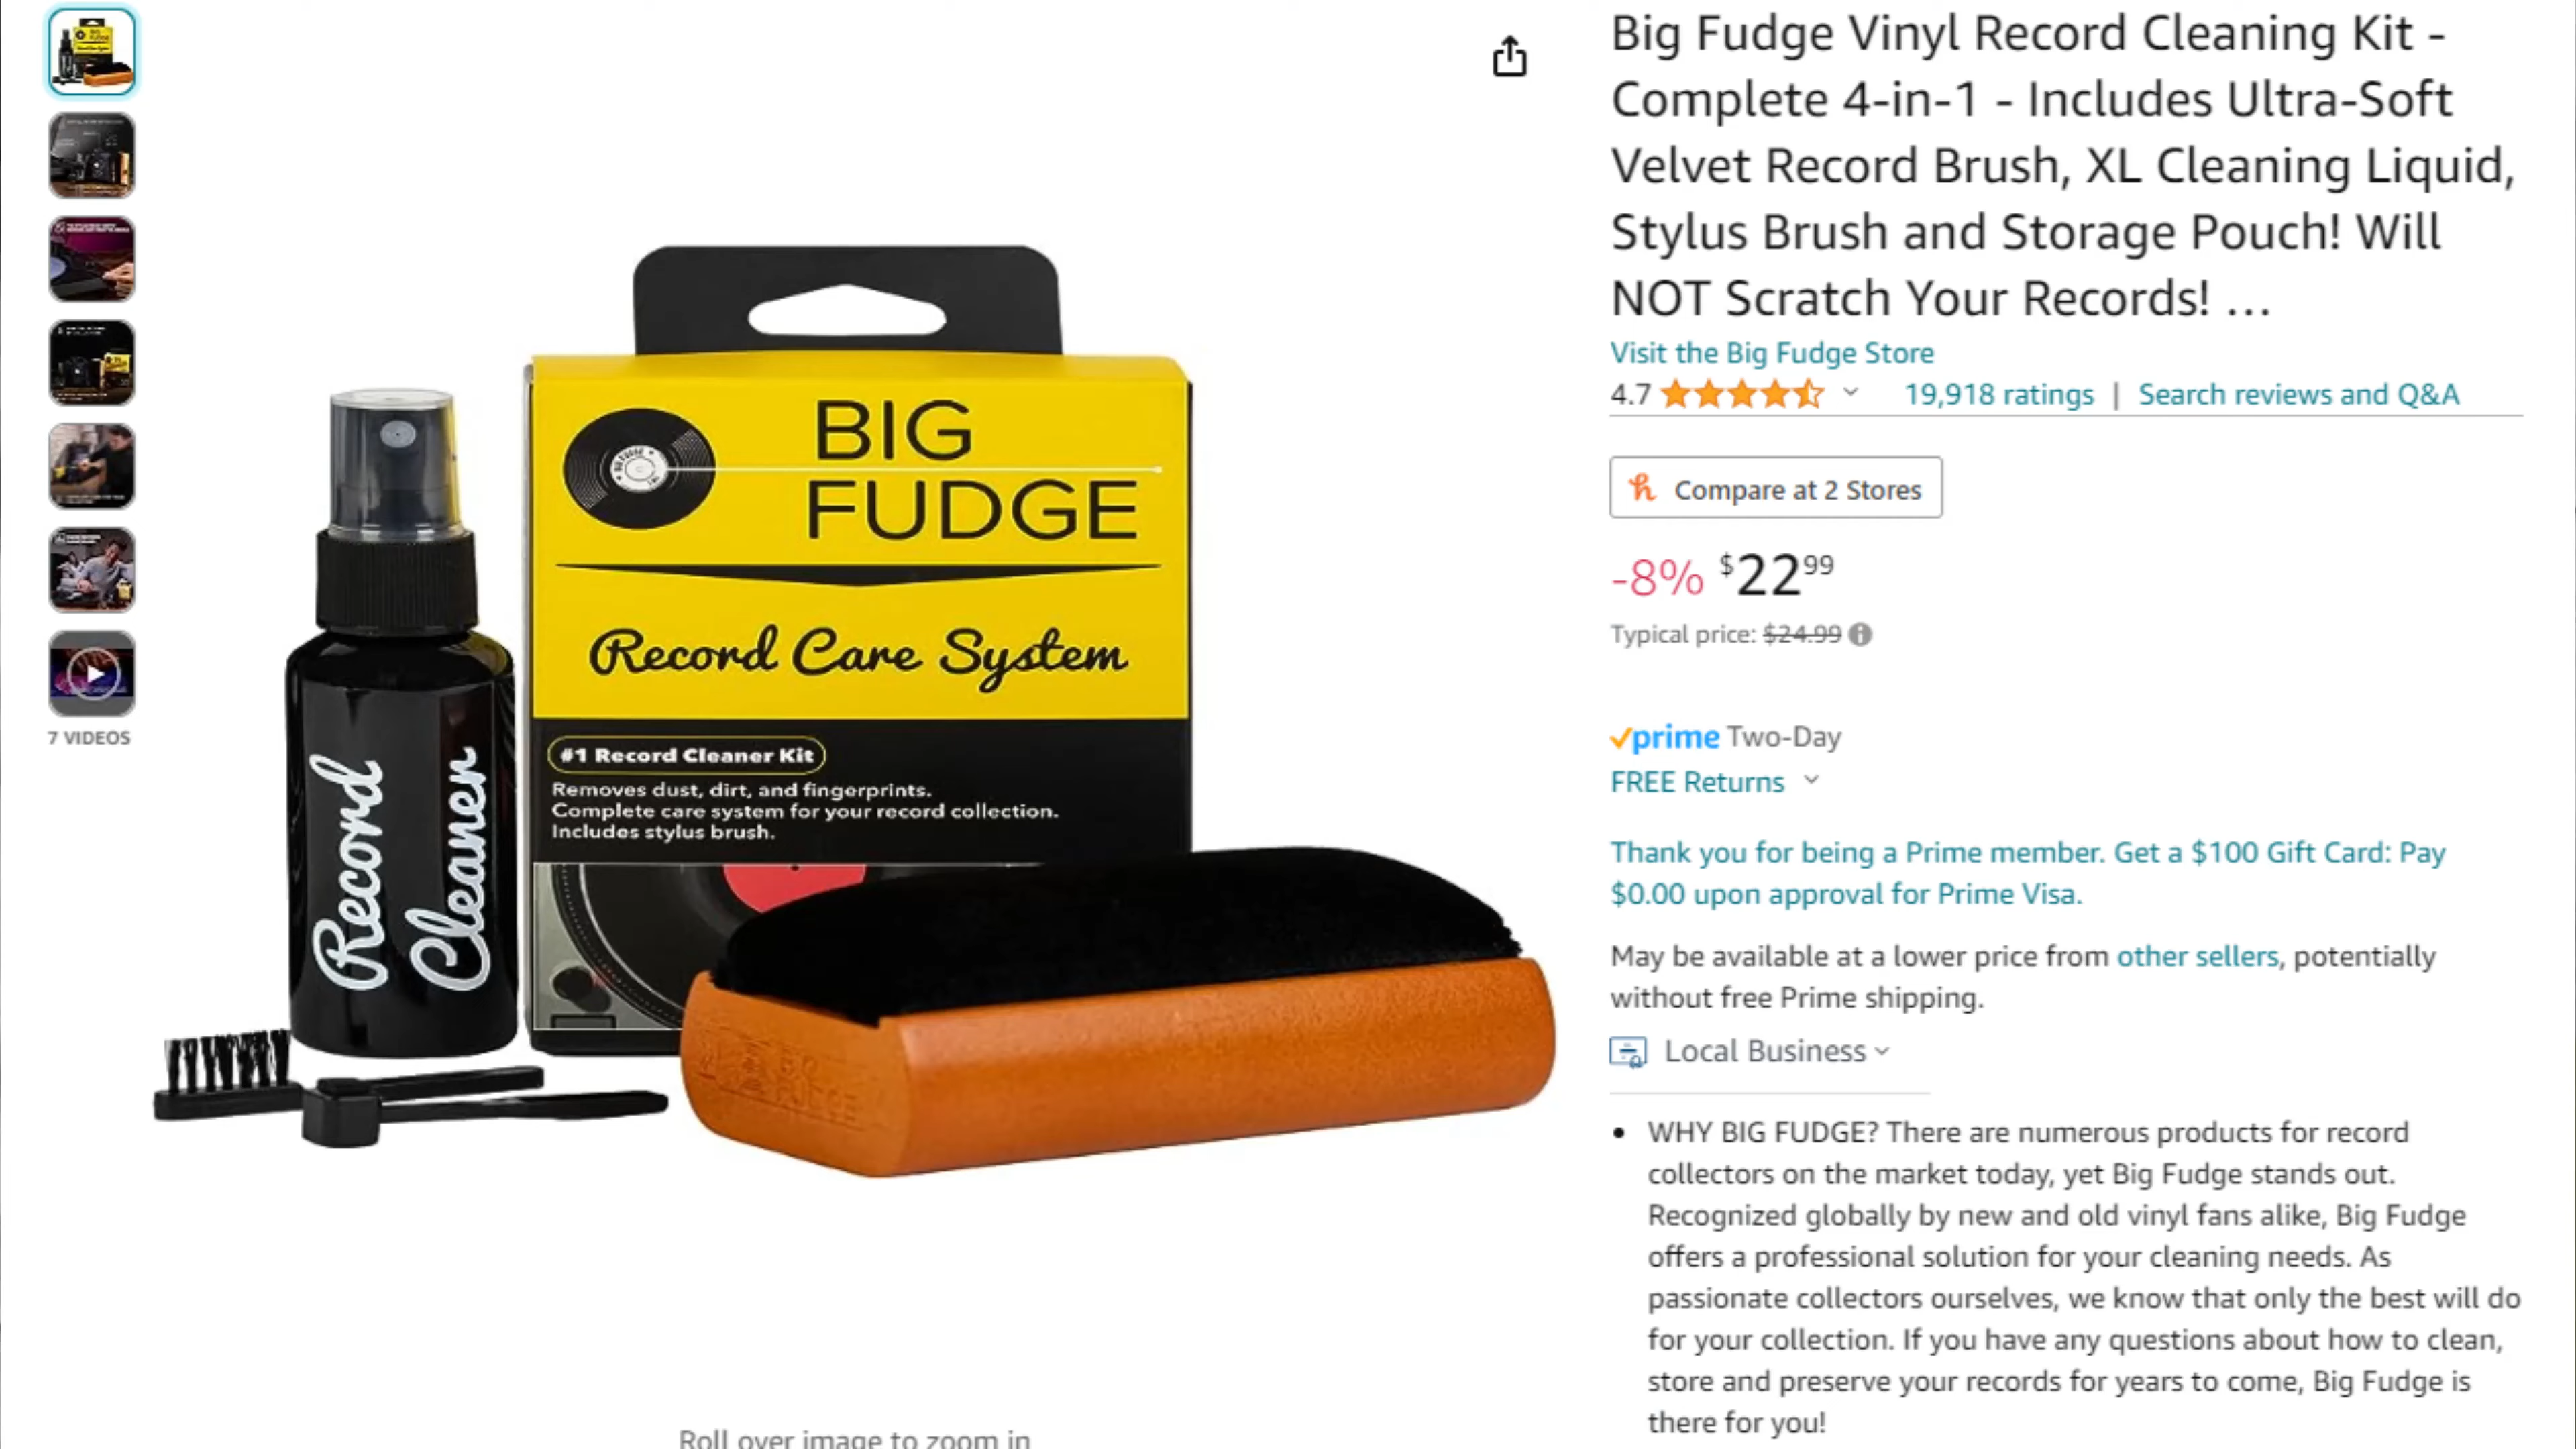 Big Fudge Vinyl Record Cleaning Kit -
Complete 4-in-1 - Includes Ultra-Soft
Velvet Record Brush, XL Cleaning Liquid,
Stylus Brush and Storage Pouch! Will
NOT Scratch Your Records! …
Visit the Big Fudge Store
4.7
19,918 ratings | Search reviews and Q&A
Compare at 2 Stores
-8% $22.99
Typical price: $24.99
prime Two-Day
FREE Returns
Thank you for being a Prime member. Get a $100 Gift Card: Pay
$0.00 upon approval for Prime Visa.
May be available at a lower price from other sellers, potentially
without free Prime shipping.
Local Business
• WHY BIG FUDGE? There are numerous products for record
collectors on the market today, yet Big Fudge stands out.
Recognized globally by new and old vinyl fans alike, Big Fudge
offers a professional solution for your cleaning needs. As
passionate collectors ourselves, we know that only the best will do
for your collection. If you have any questions about how to clean,
store and preserve your records for years to come, Big Fudge is
there for you!
BIG
FUDGE
Record Care System
#1 Record Cleaner Kit
Removes dust, dirt, and fingerprints.
Complete care system for your record collection.
Includes stylus brush.
Record
Cleaner
7 VIDEOS
Roll over image to zoom in